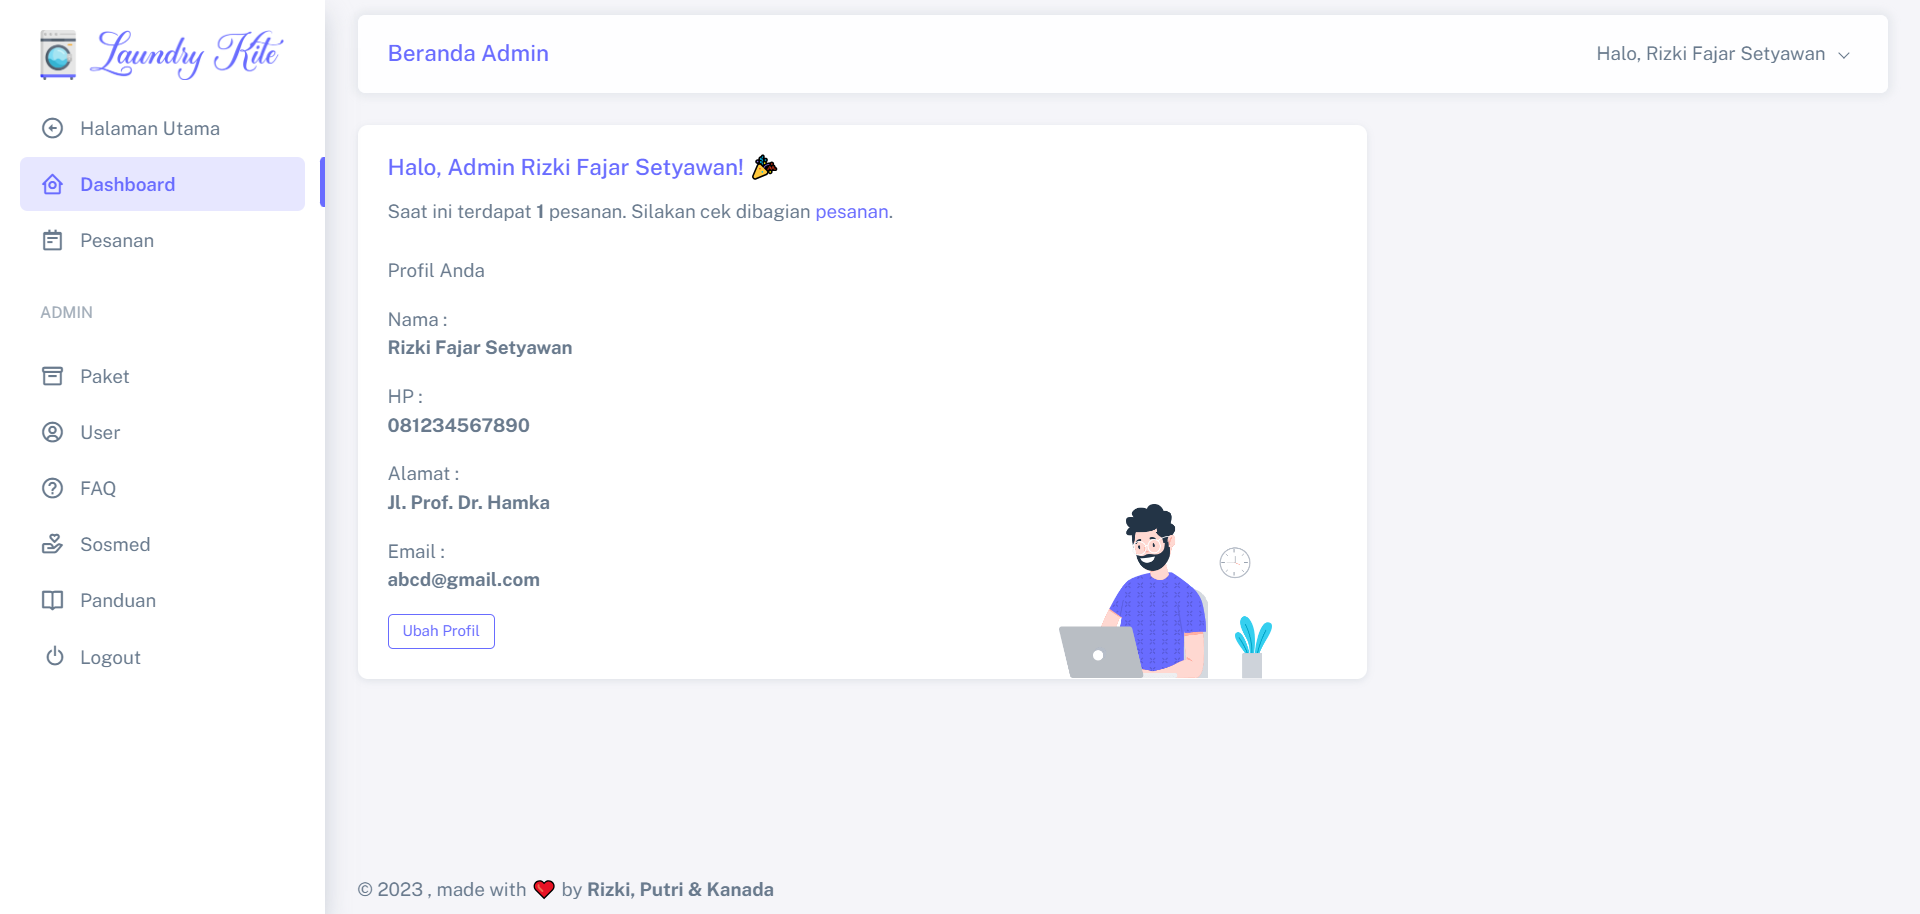 Laundry Kite
Halaman Utama
Dashboard
Pesanan
ADMIN
Paket
User
FAQ
Sosmed
Panduan
Logout
Beranda Admin
Halo, Rizki Fajar Setyawan
Halo, Admin Rizki Fajar Setyawan! 🎉
Saat ini terdapat 1 pesanan. Silakan cek dibagian pesanan.
Profil Anda
Nama :
Rizki Fajar Setyawan
HP :
081234567890
Alamat :
Jl. Prof. Dr. Hamka
Email :
abcd@gmail.com
Ubah Profil
© 2023 , made with ❤️ by Rizki, Putri & Kanada